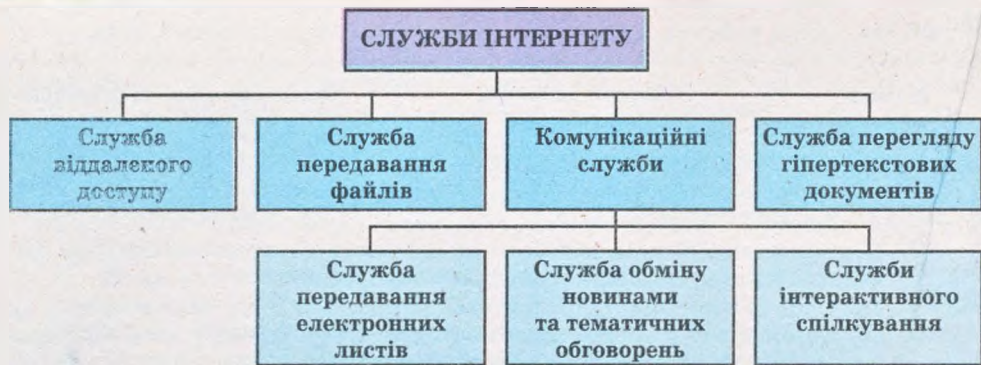 СЛУЖБИ ІНТЕРНЕТУ
Служба
віддаленого
доступу
Служба
передавання
файлів
Комунікаційні
служби
Служба перегляду
гіпертекстових
документів
Служба
передавання
електронних
листів
Служба обміну
новинами
та тематичних
обговорень
Служби
інтерактивного
спілкування